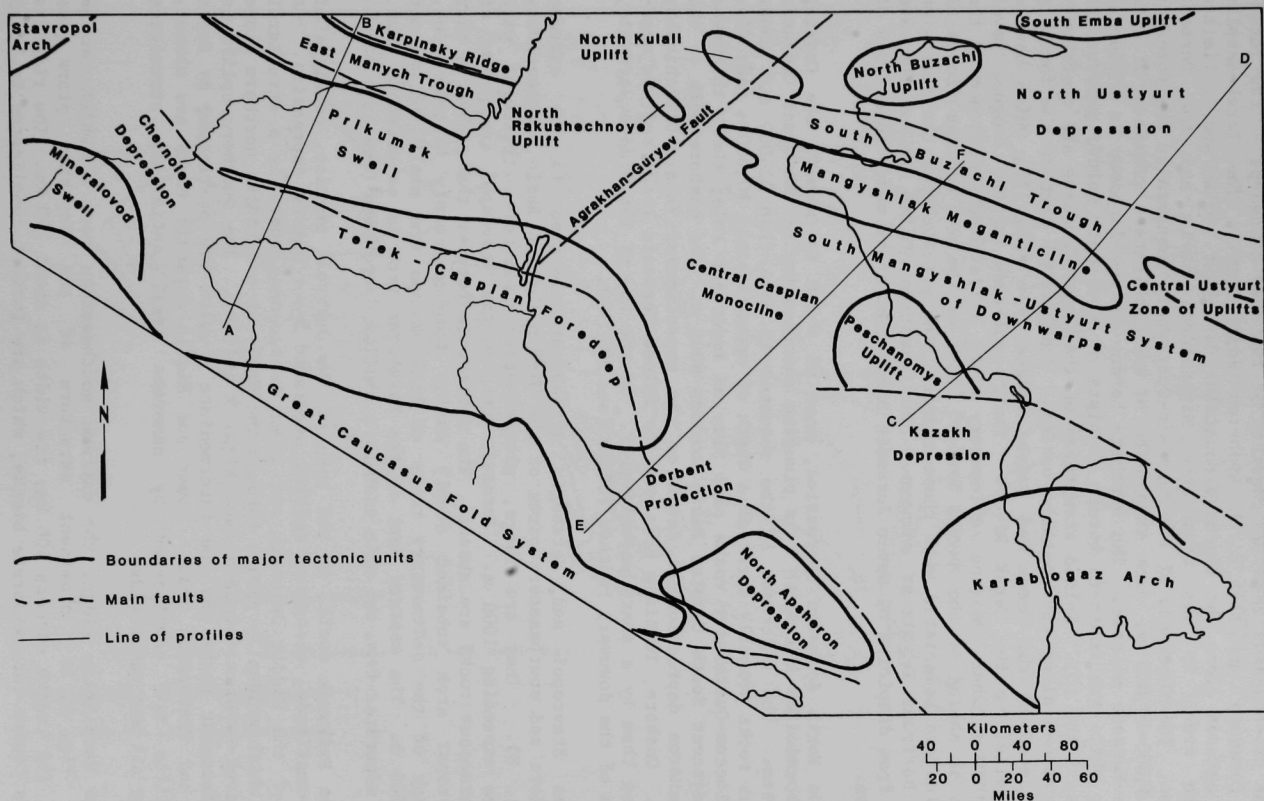 Stavropol
Arch
B
Karpinsky Ridge
East Manych Trough
North Kulali
Uplift
South Emba Uplift
North Buzachi
Uplift
D
North Ustyurt
Depression
North
Rakushechnoye
Uplift
Prikumsk
Swell
Chernoles
Depression
Mineralovod
Swell
Agrakhan-Guryev Fault
South Buzachi Trough
F
Mangyshlak Meganticline
South Mangyshlak-Ustyurt System
of Downwarps
Terek-Caspian Foredeep
Central Caspian
Monocline
Central Ustyurt
Zone of Uplifts
A
Peschanomys
Uplift
C
Kazakh
Depression
N
Great Caucasus Fold System
Derbent
Projection
E
Boundaries of major tectonic units
Main faults
Line of profiles
North Apsheron
Depression
Karabogaz Arch
Kilometers
40 0 40 80
20 0 20 40 60
Miles